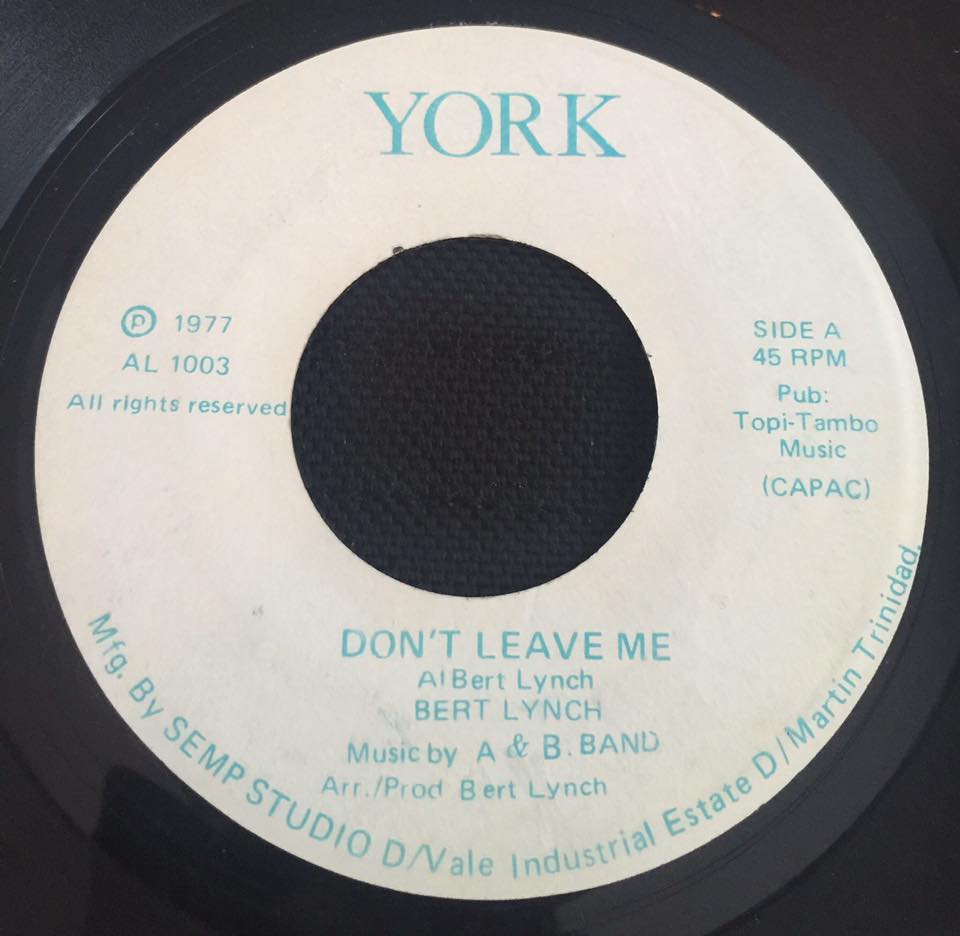 YORK
℗ 1977
AL 1003
All rights reserved
SIDE A
45 RPM
Pub:
Topi-Tambo
Music
(CAPAC)
DON'T LEAVE ME
AlBert Lynch
BERT LYNCH
Music by A & B. BAND
Arr./Prod Bert Lynch
Mfg. By SEMP STUDIO D/Vale Industrial Estate D/Martin Trinidad.